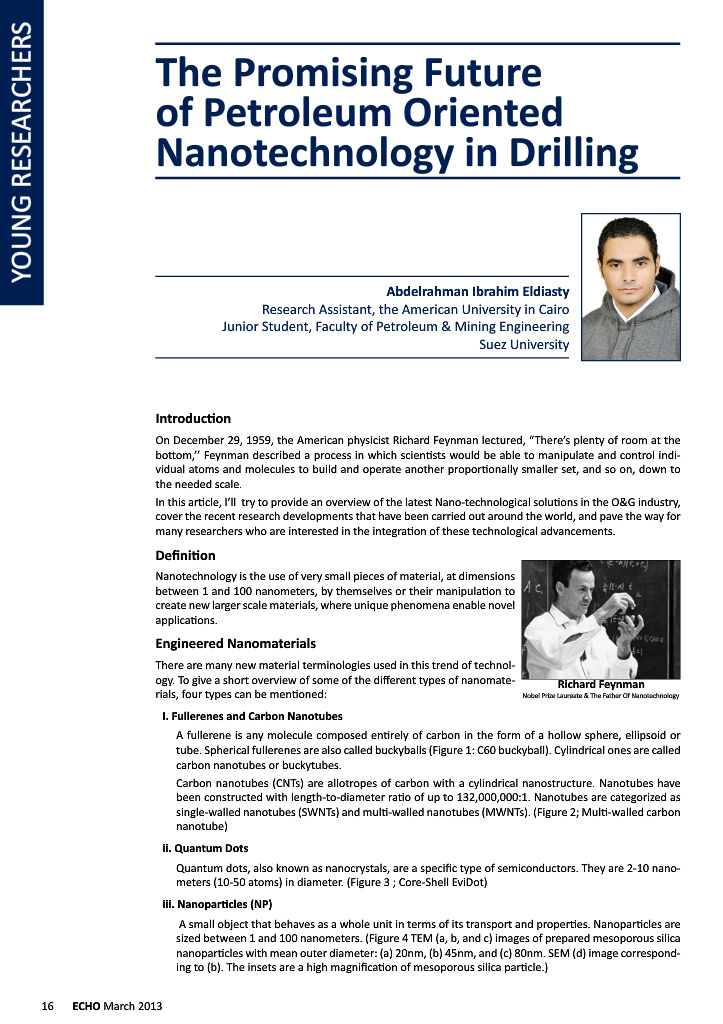 YOUNG RESEARCHERS
The Promising Future
of Petroleum Oriented
Nanotechnology in Drilling
Abdelrahman Ibrahim Eldiasty
Research Assistant, the American University in Cairo
Junior Student, Faculty of Petroleum & Mining Engineering
Suez University
Introduction
On December 29, 1959, the American physicist Richard Feynman lectured, “There’s plenty of room at the
bottom,’’ Feynman described a process in which scientists would be able to manipulate and control indi-
vidual atoms and molecules to build and operate another proportionally smaller set, and so on, down to
the needed scale.
In this article, I’ll try to provide an overview of the latest Nano-technological solutions in the O&G industry,
cover the recent research developments that have been carried out around the world, and pave the way for
many researchers who are interested in the integration of these technological advancements.
Definition
Nanotechnology is the use of very small pieces of material, at dimensions
between 1 and 100 nanometers, by themselves or their manipulation to
create new larger scale materials, where unique phenomena enable novel
applications.
Engineered Nanomaterials
There are many new material terminologies used in this trend of technol-
ogy. To give a short overview of some of the different types of nanomate-
rials, four types can be mentioned:
Richard Feynman
Nobel Prize Laureate & The Father Of Nanotechnology
I. Fullerenes and Carbon Nanotubes
A fullerene is any molecule composed entirely of carbon in the form of a hollow sphere, ellipsoid or
tube. Spherical fullerenes are also called buckyballs (Figure 1: C60 buckyball). Cylindrical ones are called
carbon nanotubes or buckytubes.
Carbon nanotubes (CNTs) are allotropes of carbon with a cylindrical nanostructure. Nanotubes have
been constructed with length-to-diameter ratio of up to 132,000,000:1. Nanotubes are categorized as
single-walled nanotubes (SWNTs) and multi-walled nanotubes (MWNTs). (Figure 2; Multi-walled carbon
nanotube)
ii. Quantum Dots
Quantum dots, also known as nanocrystals, are a specific type of semiconductors. They are 2-10 nano-
meters (10-50 atoms) in diameter. (Figure 3 ; Core-Shell EviDot)
iii. Nanoparticles (NP)
A small object that behaves as a whole unit in terms of its transport and properties. Nanoparticles are
sized between 1 and 100 nanometers. (Figure 4 TEM (a, b, and c) images of prepared mesoporous silica
nanoparticles with mean outer diameter: (a) 20nm, (b) 45nm, and (c) 80nm. SEM (d) image correspond-
ing to (b). The insets are a high magnification of mesoporous silica particle.)
16 ECHO March 2013